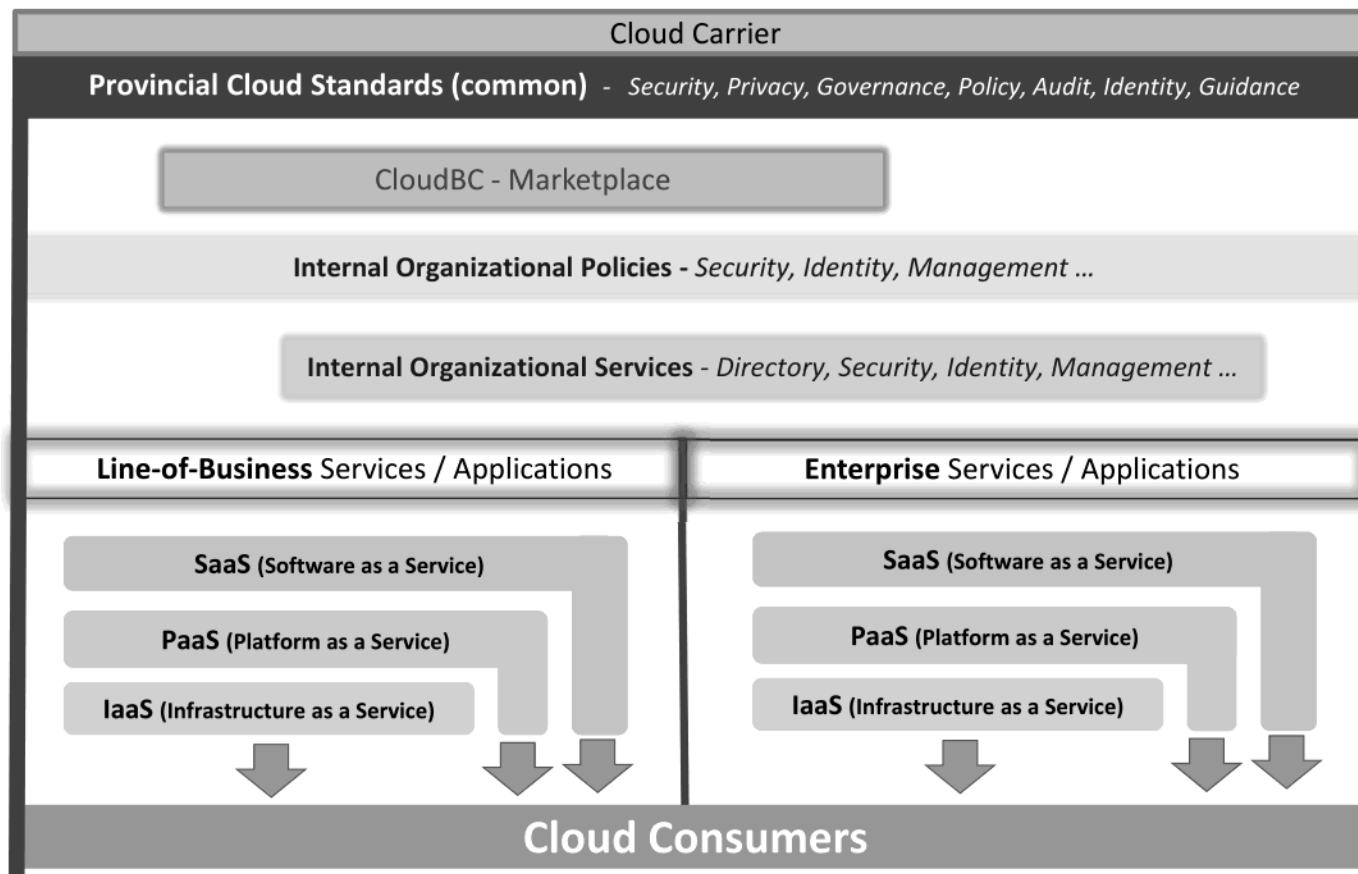 Cloud Carrier
Provincial Cloud Standards (common) - Security, Privacy, Governance, Policy, Audit, Identity, Guidance
CloudBC - Marketplace
Internal Organizational Policies - Security, Identity, Management ...
Internal Organizational Services - Directory, Security, Identity, Management ...
Line-of-Business Services / Applications
SaaS (Software as a Service)
PaaS (Platform as a Service)
IaaS (Infrastructure as a Service)
Enterprise Services / Applications
SaaS (Software as a Service)
PaaS (Platform as a Service)
IaaS (Infrastructure as a Service)
Cloud Consumers